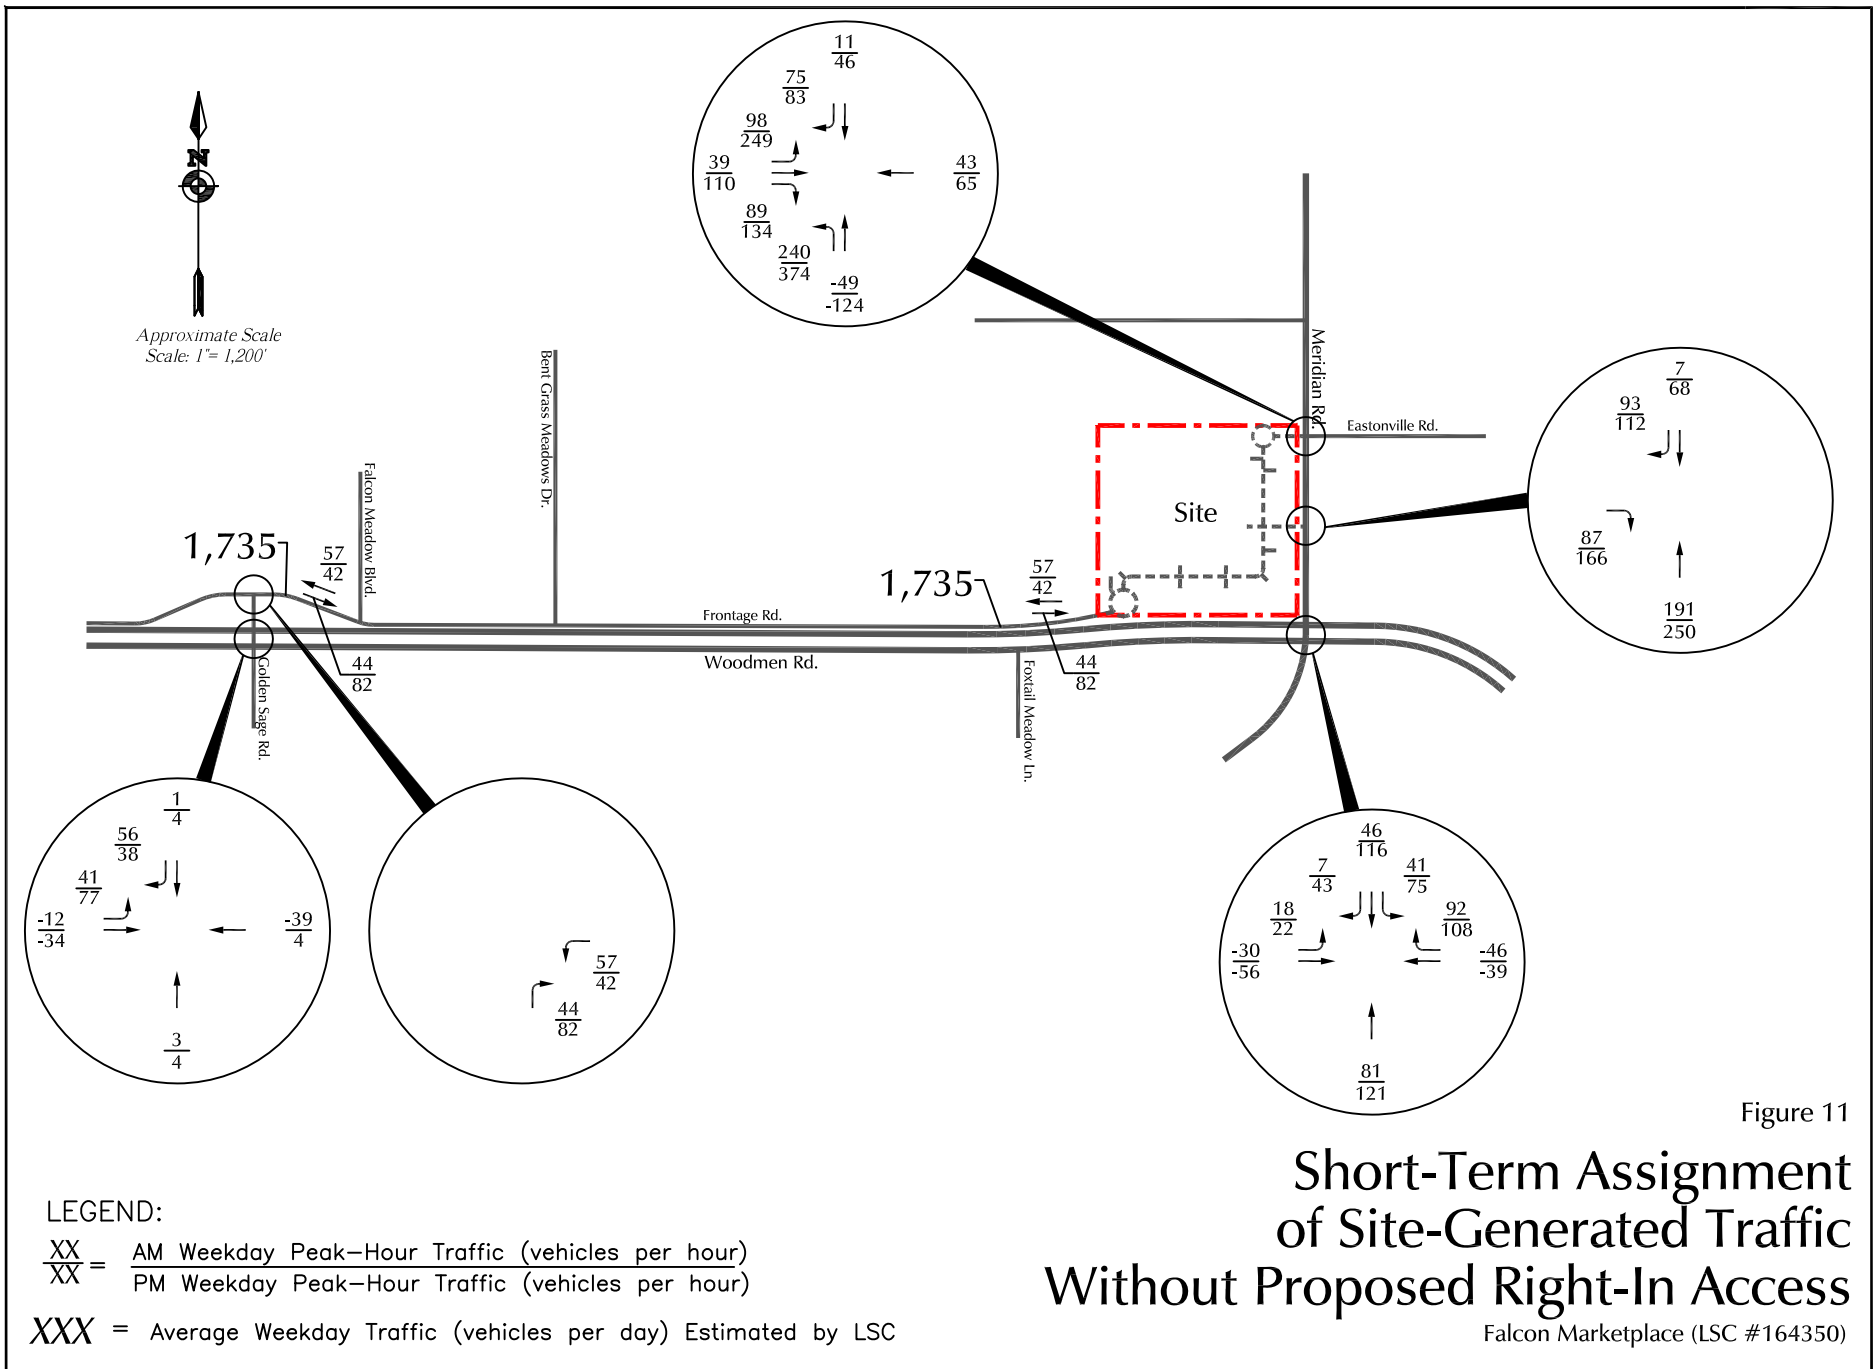 11
46
75
83
98
249
39
110
89
134
240
374
-49
-124
43
65
N
Approximate Scale
Scale: 1"= 1,200'
Meridian Rd.
Eastonville Rd.
Site
Bent Grass Meadows Dr.
Falcon Meadow Blvd.
1,735
57
42
44
82
Golden Sage Rd.
Frontage Rd.
Woodmen Rd.
1,735
57
42
44
82
Foxtail Meadow Ln.
7
68
93
112
87
166
191
250
1
4
56
38
41
77
-12
-34
-39
4
3
4
57
42
44
82
46
116
7
43
41
75
18
22
92
108
-30
-56
-46
-39
81
121
Figure 11
Short-Term Assignment
of Site-Generated Traffic
Without Proposed Right-In Access
Falcon Marketplace (LSC #164350)
LEGEND:
XX
XX
=
AM Weekday Peak-Hour Traffic (vehicles per hour)
PM Weekday Peak-Hour Traffic (vehicles per hour)
XXX = Average Weekday Traffic (vehicles per day) Estimated by LSC